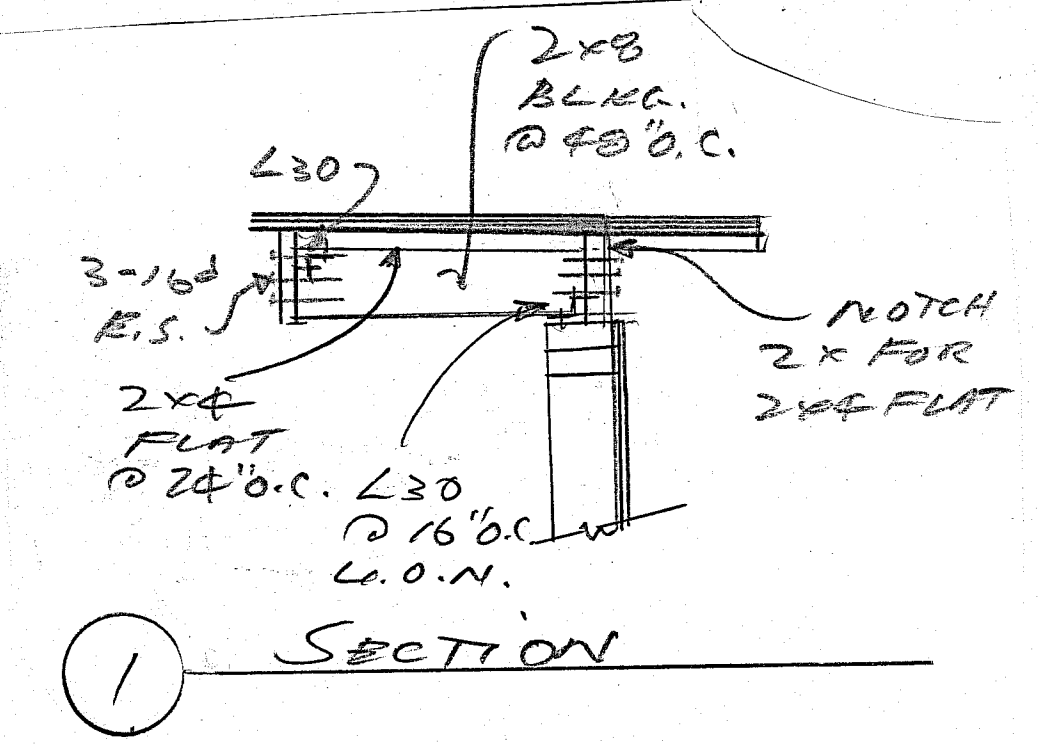 2x8
BLKG.
@ 48"O.C.
L30
3-16d
E.S.
NOTCH
2x FOR
2x4 FLAT
2x4
FLAT
@ 24"O.C.
L30
@ 16"O.C.
U.O.N.
1
SECTION